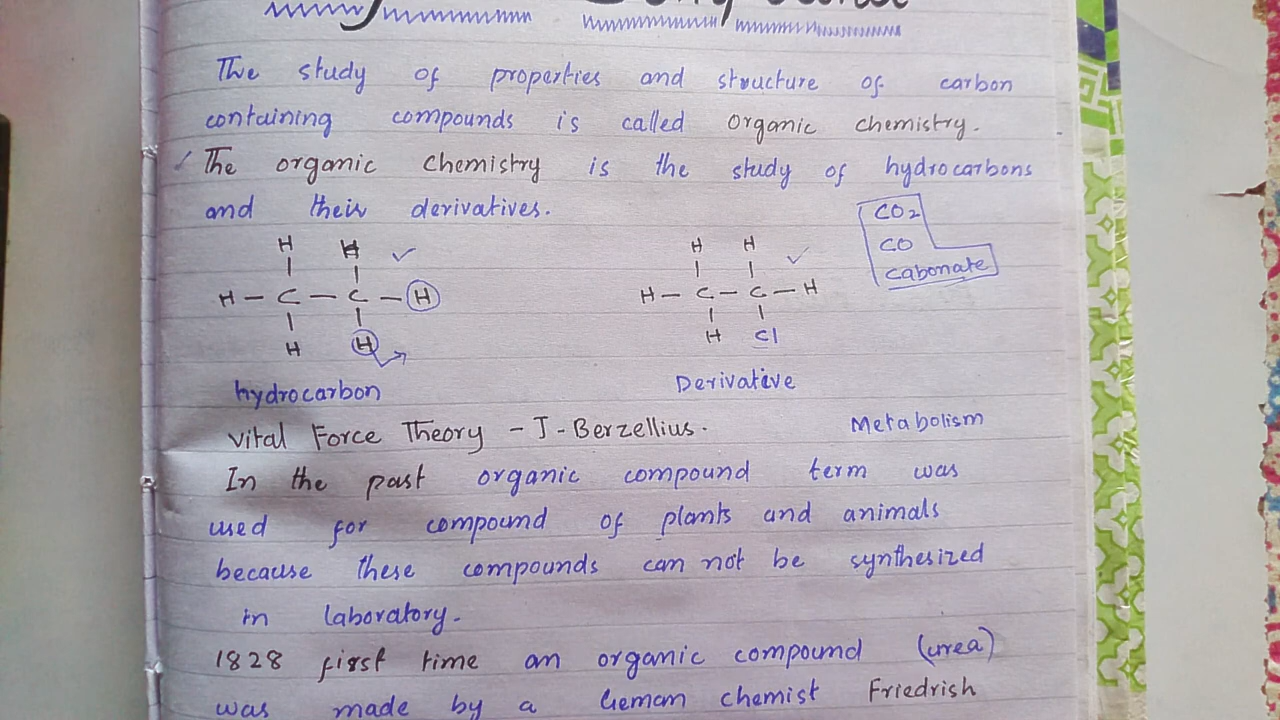 The study of properties and structure of carbon
containing compounds is called organic chemistry.
The organic chemistry is the study of hydrocarbons
and their derivatives.
CO2
CO
cabonate
H H
H - C - C - H
H H
hydrocarbon
H H
H - C - C - H
H Cl
Derivative
Vital Force Theory - J-Berzellius.
Metabolism
In the past organic compound term was
used for compound of plants and animals
because these compounds can not be synthesized
in laboratory.
1828 first time an organic compound (urea)
was made by a Geman chemist Friedrish